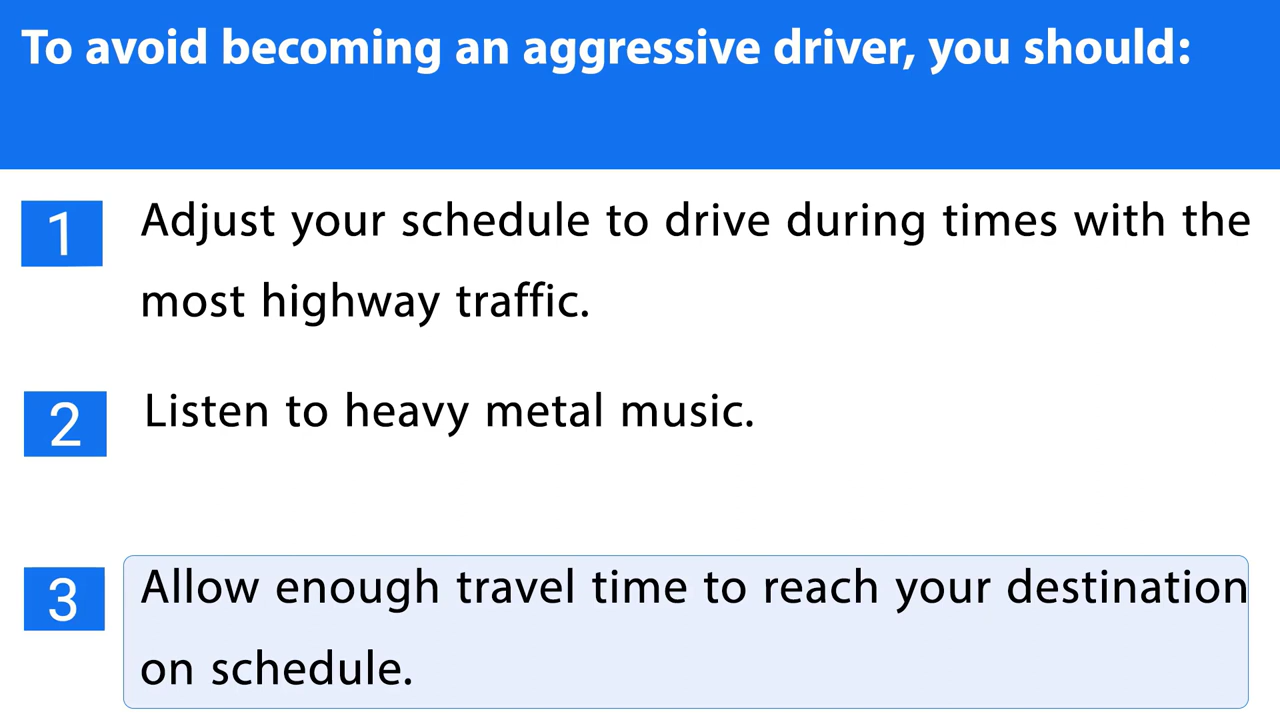 To avoid becoming an aggressive driver, you should:
1
Adjust your schedule to drive during times with the
most highway traffic.
2
Listen to heavy metal music.
3
Allow enough travel time to reach your destination
on schedule.